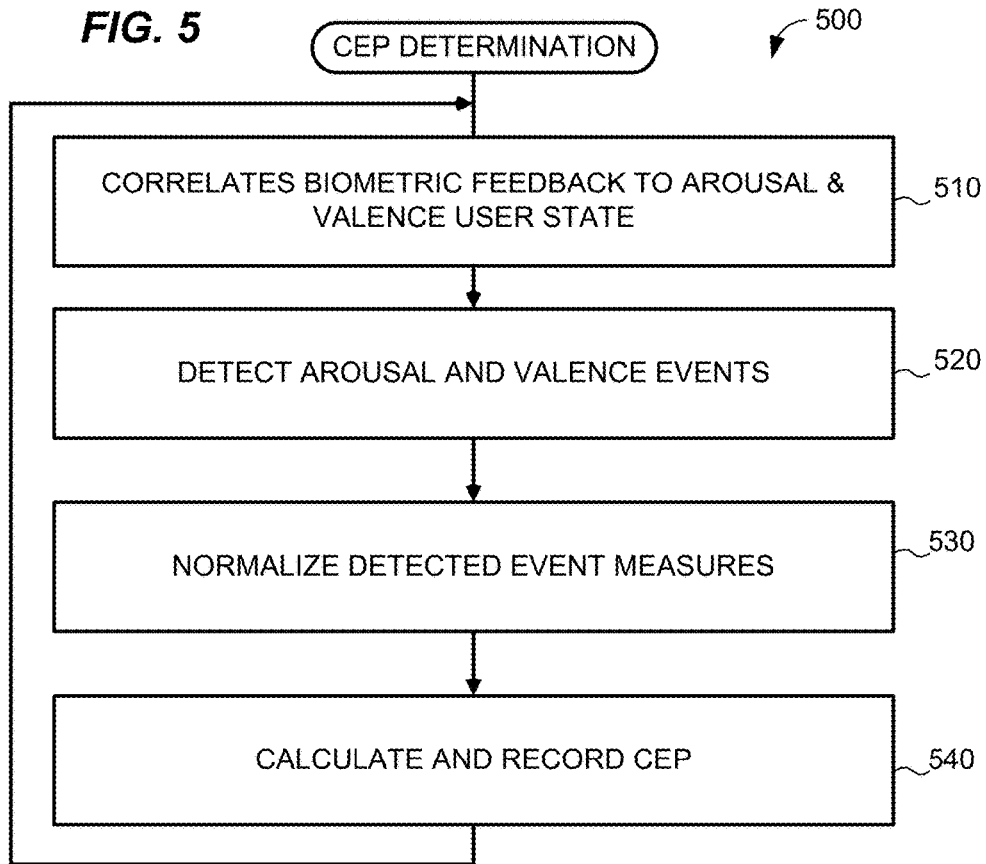 FIG. 5
500
CEP DETERMINATION
CORRELATES BIOMETRIC FEEDBACK TO AROUSAL &
VALENCE USER STATE
510
DETECT AROUSAL AND VALENCE EVENTS
520
NORMALIZE DETECTED EVENT MEASURES
530
CALCULATE AND RECORD CEP
540